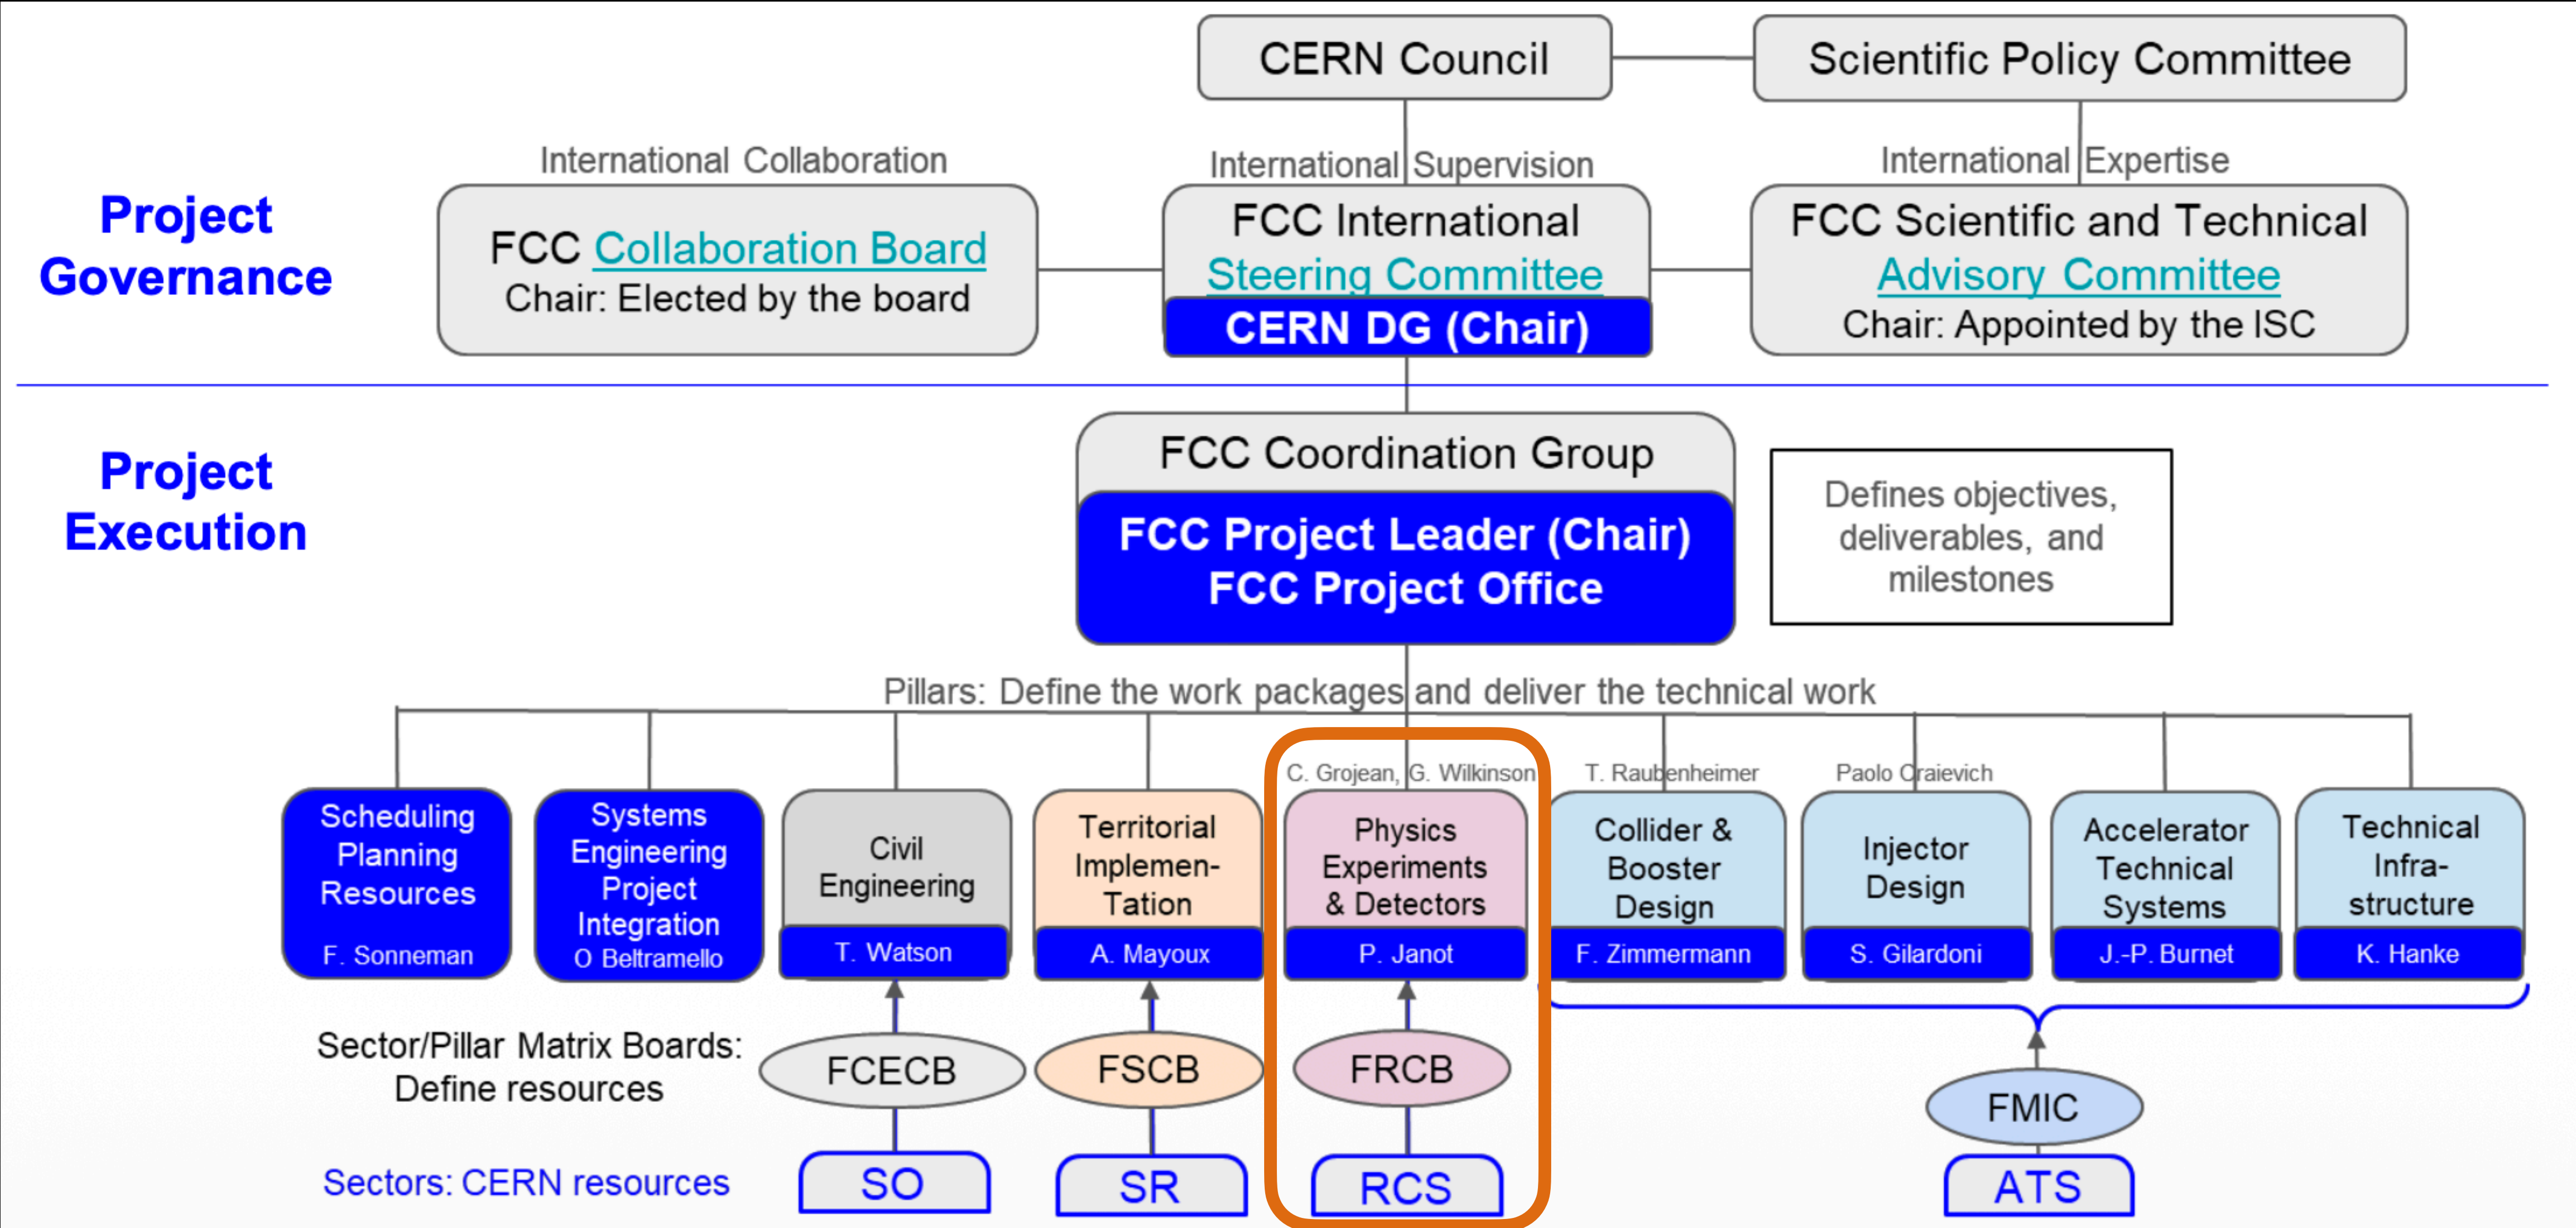 CERN Council
Scientific Policy Committee
International Collaboration
International Supervision
International Expertise
Project
Governance
FCC Collaboration Board
Chair: Elected by the board
FCC International
Steering Committee
CERN DG (Chair)
FCC Scientific and Technical
Advisory Committee
Chair: Appointed by the ISC
Project
Execution
FCC Coordination Group
FCC Project Leader (Chair)
FCC Project Office
Defines objectives,
deliverables, and
milestones
Pillars: Define the work packages and deliver the technical work
Scheduling
Planning
Resources
F. Sonneman
Systems
Engineering
Project
Integration
O Beltramello
Civil
Engineering
T. Watson
Territorial
Implemen-
Tation
A. Mayoux
C. Grojean, G. Wilkinson
Physics
Experiments
& Detectors
P. Janot
T. Raubenheimer
Collider &
Booster
Design
F. Zimmermann
Paolo Craievich
Injector
Design
S. Gilardoni
Accelerator
Technical
Systems
J.-P. Burnet
Technical
Infra-
structure
K. Hanke
Sector/Pillar Matrix Boards:
Define resources
FCECB
FSCB
FRCB
FMIC
Sectors: CERN resources
SO
SR
RCS
ATS